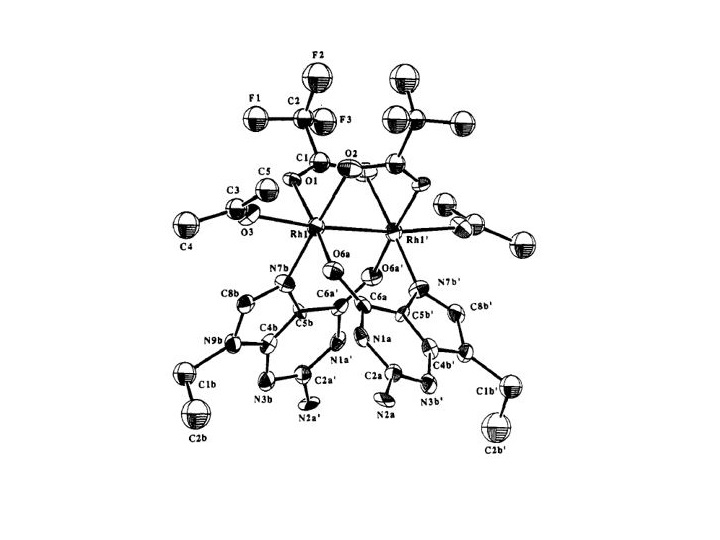 F2
F1
C2
F3
C1
O2
C5
O1
C3
C4
O3
Rh1
Rh1'
O6a
O6a'
N7b
N7b'
C8b
C6a'
C6a
C8b'
C5b
C5b'
N9b
C4b
N1a'
N1a
C4b'
C1b
N3b
C2a'
C2a
N3b'
C1b'
N2a'
N2a
C2b
C2b'